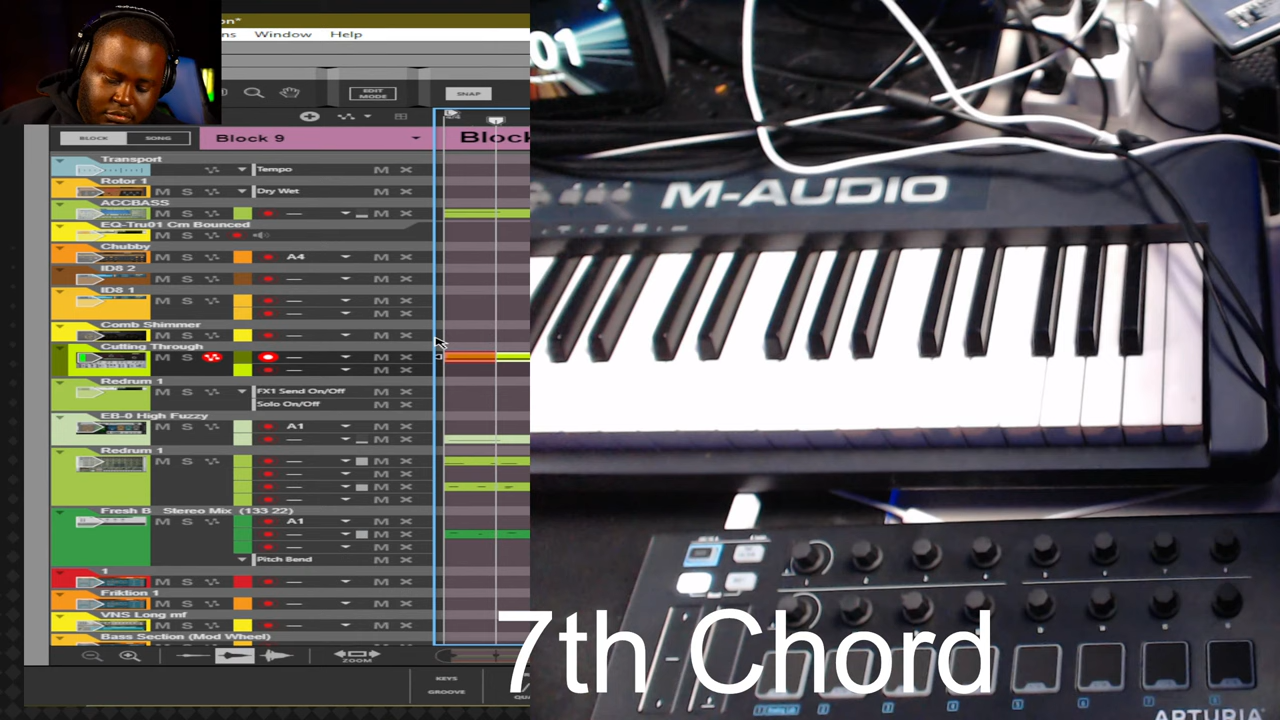 on*
ns Window Help
01
EDIT MODE
SNAP
BLOCK SONG Block 9 Block
Transport
Tempo M
Rotor 1
M S Dry Wet M
ACCBASS
M S M
EQ-Tru01 Cm Bounced
M S
Chubby
M S A4 M
ID8 2
M S M
ID8 1
M S M
M
Comb Shimmer
M S M
Cutting Through
M S M
M
Redrum 1
M S FX1 Send On/Off M
Solo On/Off M
EB-0 High Fuzzy
M S A1 M
M
Redrum 1
M S M
M
M
M
Fresh B Stereo Mix (133 22)
M S A1 M
M
M
Pitch Bend M
1
M S M
Friktion 1
M S M
VNS Long mf
M S M
Bass Section (Mod Wheel)
ZOOM
KEYS
GROOVE
M-AUDIO
7th Chord
ARTURIA